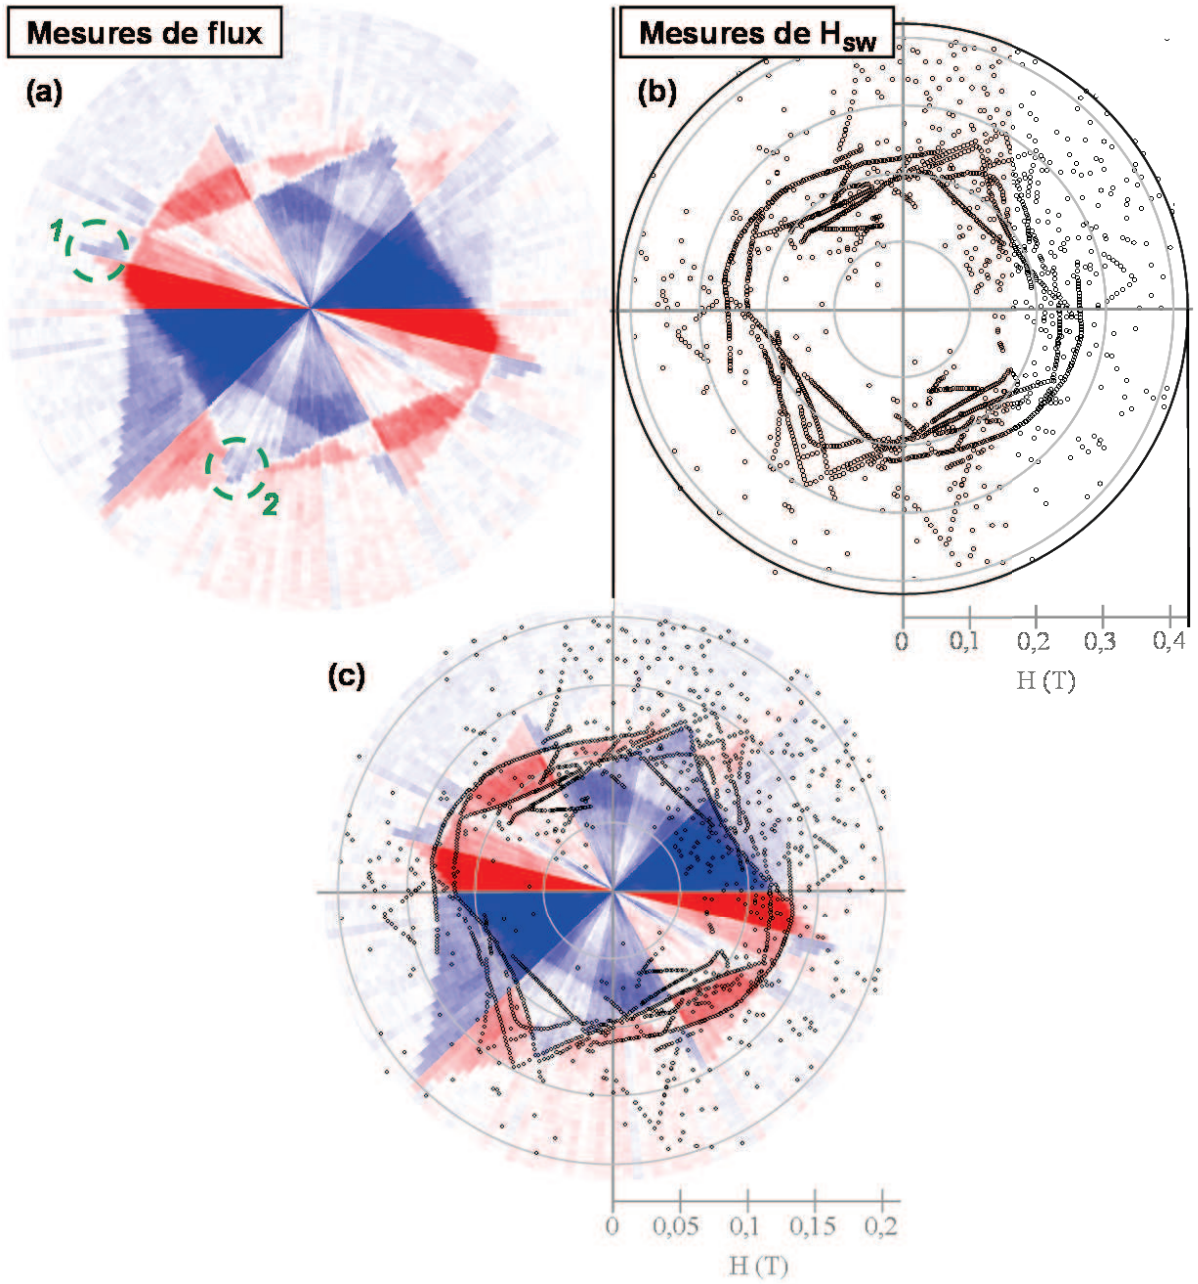 Mesures de flux
Mesures de H_SW
(a)
(b)
1
2
0 0,1 0,2 0,3 0,4
H (T)
(c)
0 0,05 0,1 0,15 0,2
H (T)